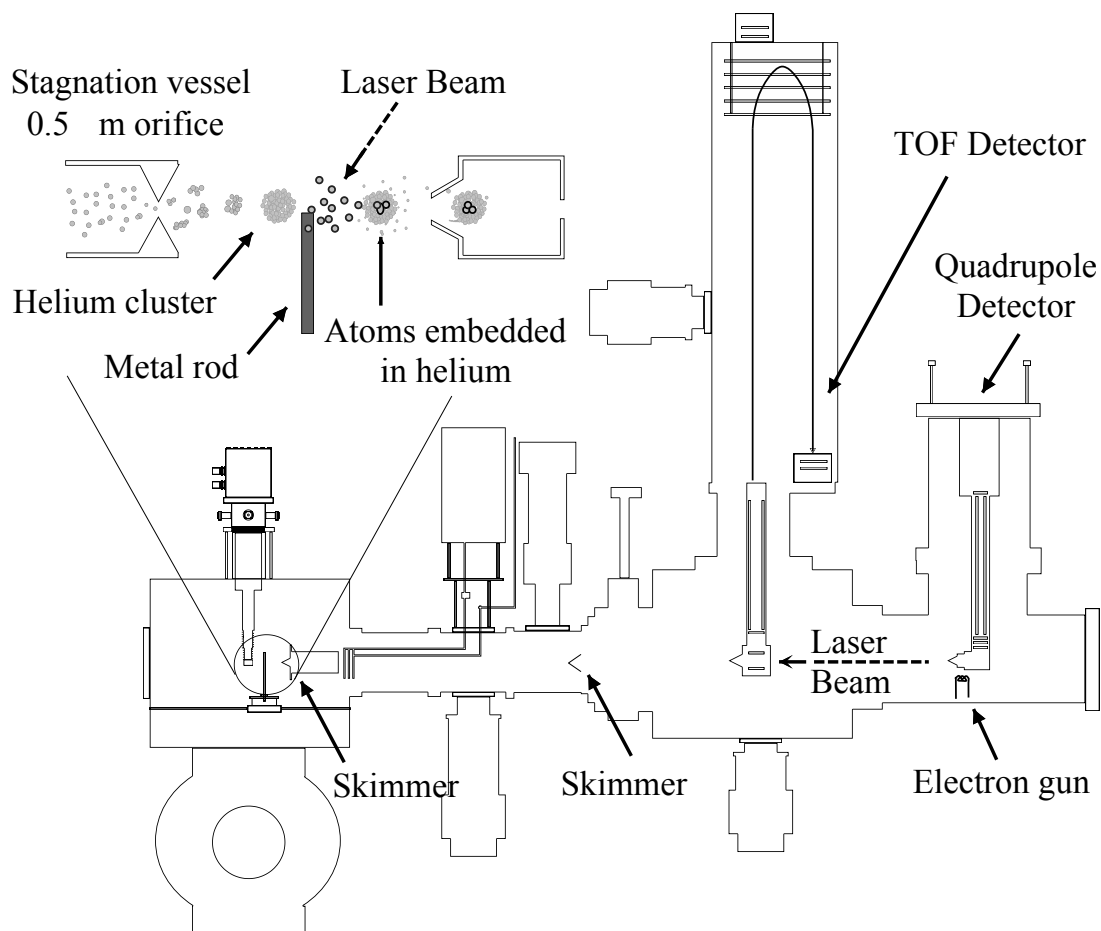 Stagnation vessel
0.5 m orifice
Laser Beam
TOF Detector
Helium cluster
Metal rod
Atoms embedded
in helium
Quadrupole
Detector
Laser
Beam
Skimmer
Skimmer
Electron gun